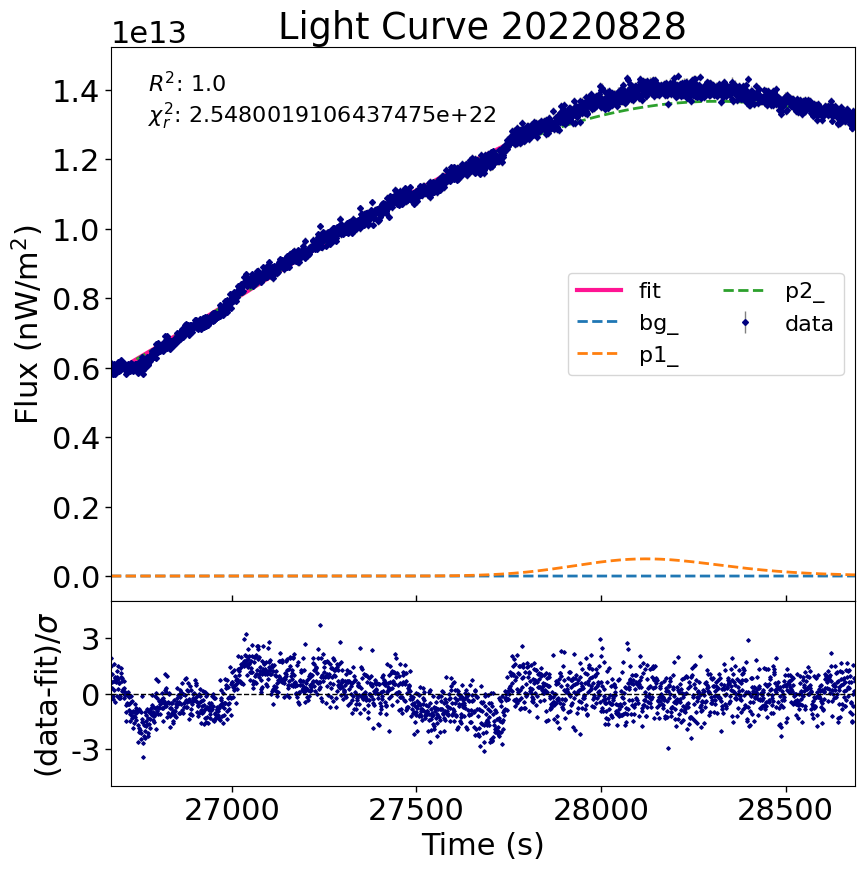 Light Curve 20220828
1e13
R²: 1.0
χ²ᵣ: 2.5480019106437475e+22
1.4
1.2
1.0
0.8
0.6
0.4
0.2
0.0
Flux (nW/m²)
fit
bg_
p1_
p2_
data
3
0
-3
(data-fit)/σ
27000 27500 28000 28500
Time (s)